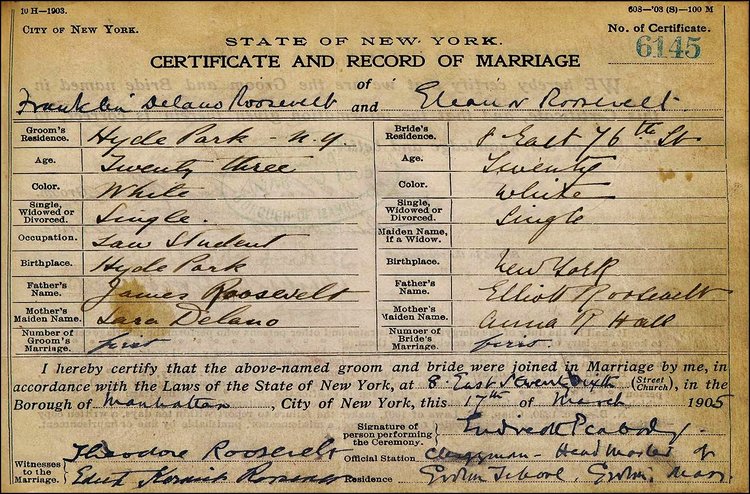 10 H—1903. 608—'03 (S)—100 M
CITY OF NEW YORK. No. of Certificate.
STATE OF NEW YORK. 6145
CERTIFICATE AND RECORD OF MARRIAGE
of
Franklin Delano Roosevelt and Eleanor Roosevelt
Groom's Residence. Hyde Park - N.Y. Bride's Residence. 8 East 76th St
Age. Twenty three Age. Twenty
Color. White Color. White
Single, Widowed or Divorced. Single. Single, Widowed or Divorced. Single
Occupation. Law Student Maiden Name, if a Widow.
Birthplace. Hyde Park Birthplace. New York
Father's Name. James Roosevelt Father's Name. Elliott Roosevelt
Mother's Maiden Name. Sara Delano Mother's Maiden Name. Anna R Hall
Number of Groom's Marriage. first Number of Bride's Marriage. first.
I hereby certify that the above-named groom and bride were joined in Marriage by me, in
accordance with the Laws of the State of New York, at 8. East Seventy Sixth (Street Church), in the
Borough of Manhattan, City of New York, this 17th of March 1905
Signature of person performing the Ceremony. Endicott Peabody
Witnesses to the Marriage. Theodore Roosevelt Official Station Clergyman - Head Master of
Edith Kermit Roosevelt Residence Groton School, Groton, Mass